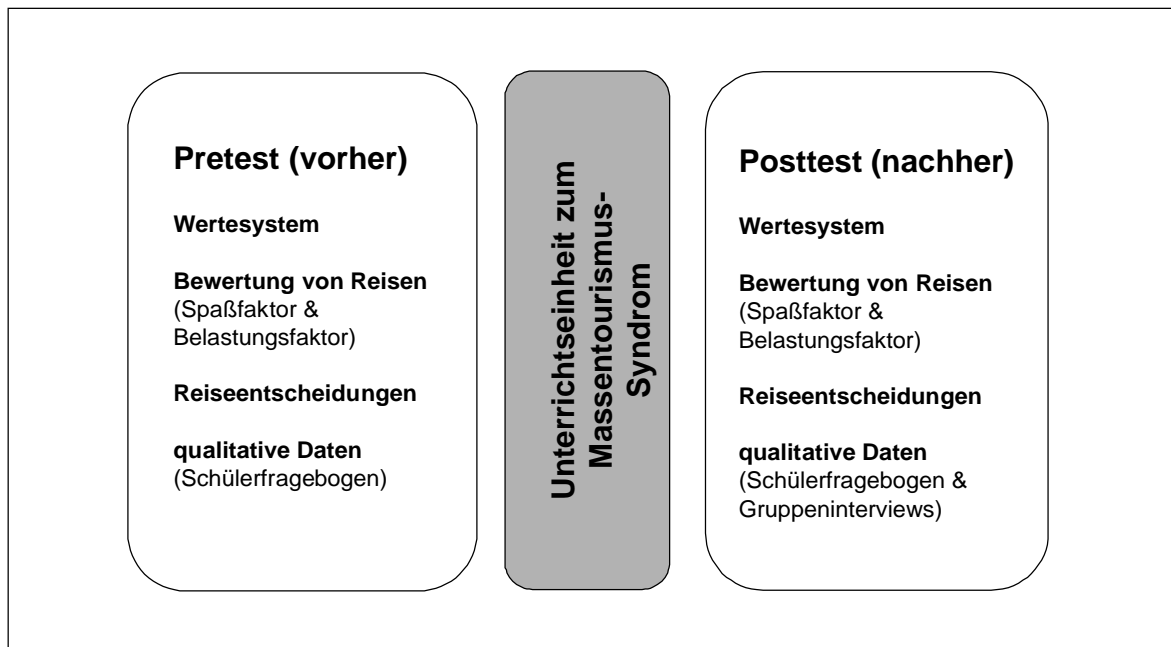 Pretest (vorher)
Wertesystem
Bewertung von Reisen
(Spaßfaktor &
Belastungsfaktor)
Reiseentscheidungen
qualitative Daten
(Schülerfragebogen)
Unterrichtseinheit zum
Massentourismus-
Syndrom
Posttest (nachher)
Wertesystem
Bewertung von Reisen
(Spaßfaktor &
Belastungsfaktor)
Reiseentscheidungen
qualitative Daten
(Schülerfragebogen &
Gruppeninterviews)